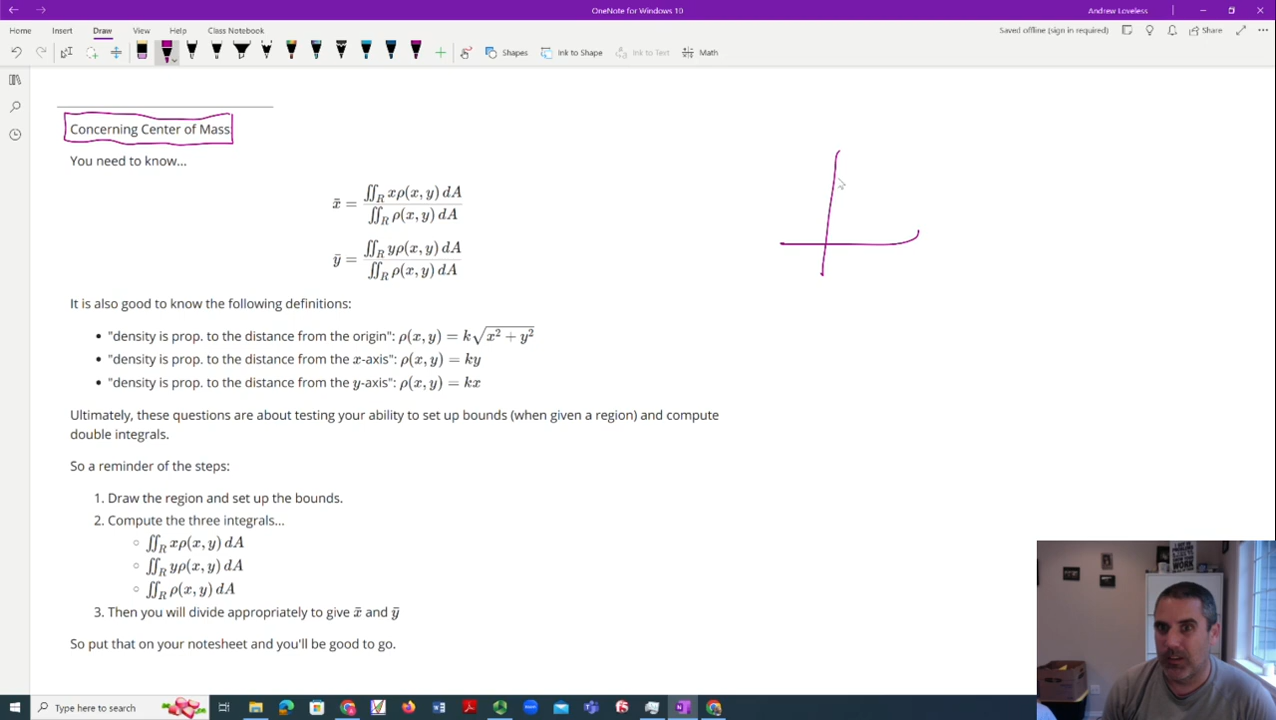 OneNote for Windows 10
Andrew Loveless
Home Insert Draw View Help Class Notebook
Saved offline (sign in required)
Share
Shapes
Ink to Shape
Ink to Text
Math
Concerning Center of Mass
You need to know...
x̄ = ∬_R xρ(x, y) dA / ∬_R ρ(x, y) dA
ȳ = ∬_R yρ(x, y) dA / ∬_R ρ(x, y) dA
It is also good to know the following definitions:
• "density is prop. to the distance from the origin": ρ(x, y) = k√(x² + y²)
• "density is prop. to the distance from the x-axis": ρ(x, y) = ky
• "density is prop. to the distance from the y-axis": ρ(x, y) = kx
Ultimately, these questions are about testing your ability to set up bounds (when given a region) and compute
double integrals.
So a reminder of the steps:
1. Draw the region and set up the bounds.
2. Compute the three integrals...
○ ∬_R xρ(x, y) dA
○ ∬_R yρ(x, y) dA
○ ∬_R ρ(x, y) dA
3. Then you will divide appropriately to give x̄ and ȳ
So put that on your notesheet and you'll be good to go.
Type here to search